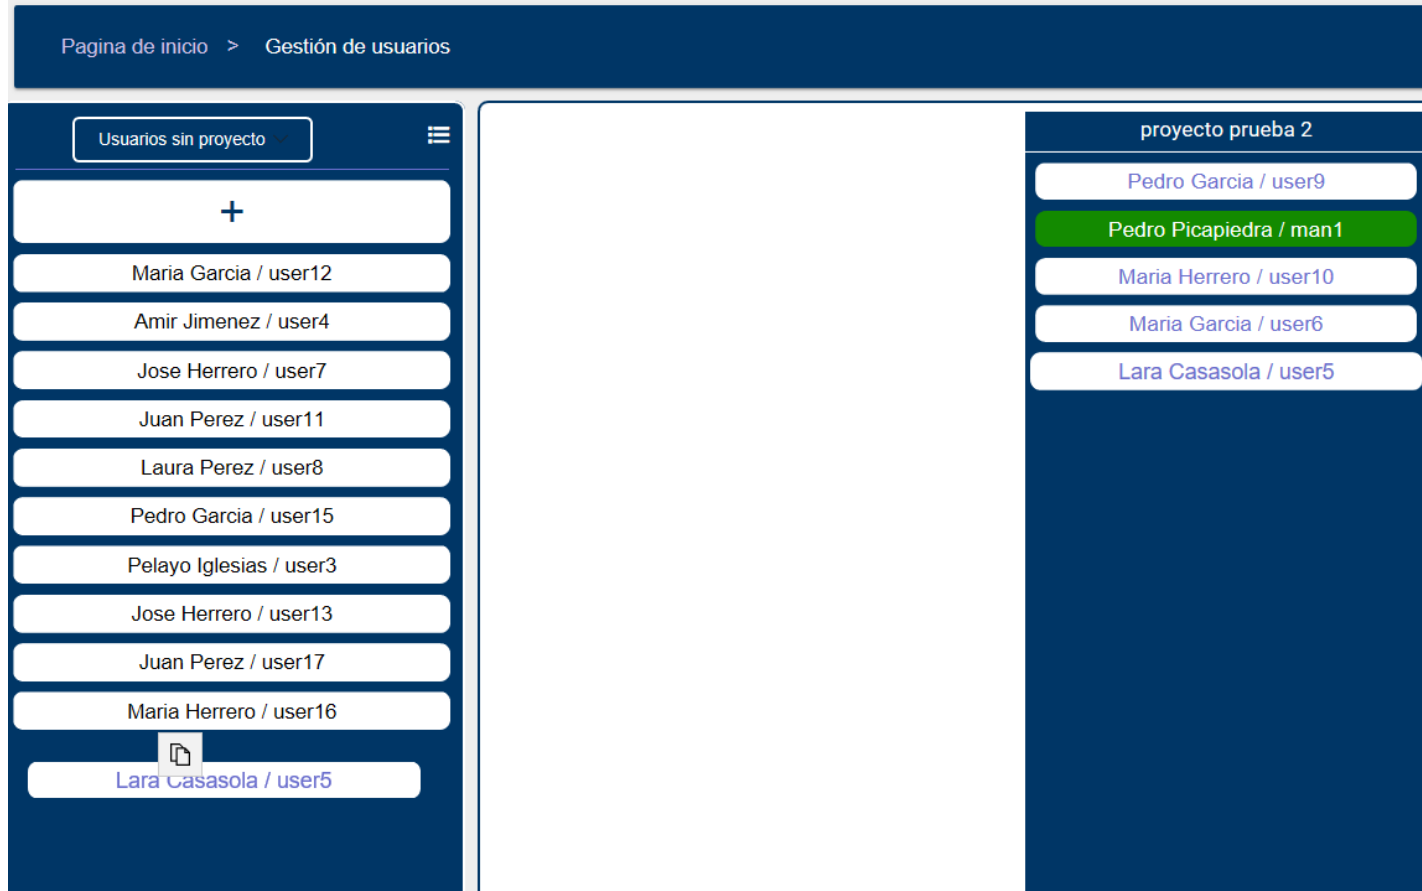 Pagina de inicio > Gestión de usuarios
Usuarios sin proyecto
+
Maria Garcia / user12
Amir Jimenez / user4
Jose Herrero / user7
Juan Perez / user11
Laura Perez / user8
Pedro Garcia / user15
Pelayo Iglesias / user3
Jose Herrero / user13
Juan Perez / user17
Maria Herrero / user16
Lara Casasola / user5
proyecto prueba 2
Pedro Garcia / user9
Pedro Picapiedra / man1
Maria Herrero / user10
Maria Garcia / user6
Lara Casasola / user5